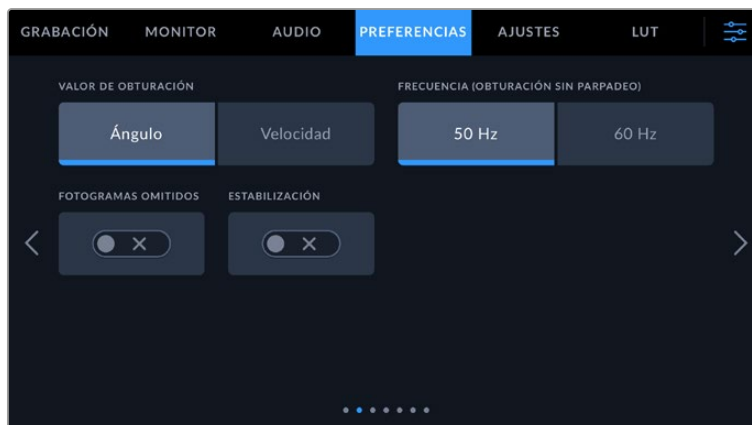 GRABACIÓN MONITOR AUDIO PREFERENCIAS AJUSTES LUT
VALOR DE OBTURACIÓN FRECUENCIA (OBTURACIÓN SIN PARPADEO)
Ángulo Velocidad 50 Hz 60 Hz
FOTOGRAMAS OMITIDOS ESTABILIZACIÓN